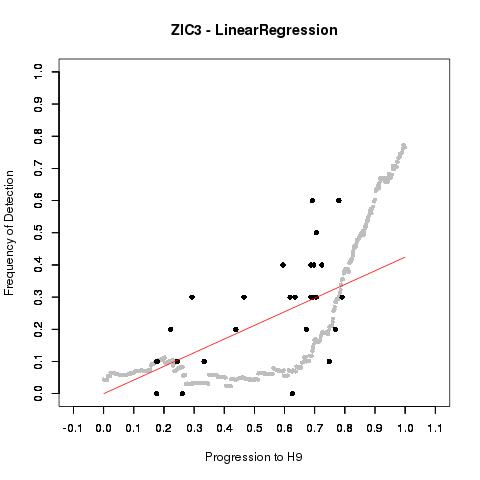 ZIC3 - LinearRegression
Frequency of Detection
1.0
0.9
0.8
0.7
0.6
0.5
0.4
0.3
0.2
0.1
0.0
-0.1 0.0 0.1 0.2 0.3 0.4 0.5 0.6 0.7 0.8 0.9 1.0 1.1
Progression to H9